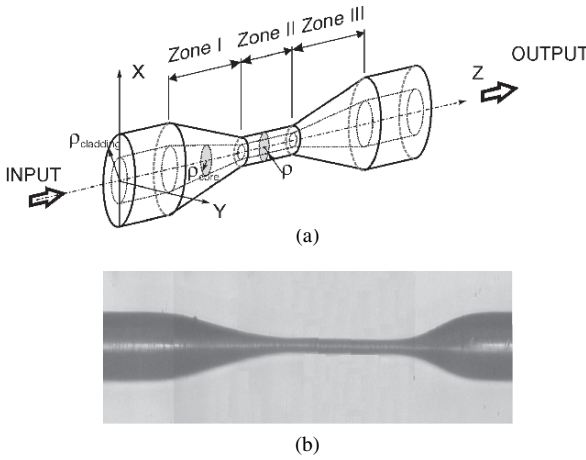 Zone I
Zone II
Zone III
OUTPUT
X
Z
ρcladding
INPUT
ρcore
ρ
Y
(a)
(b)